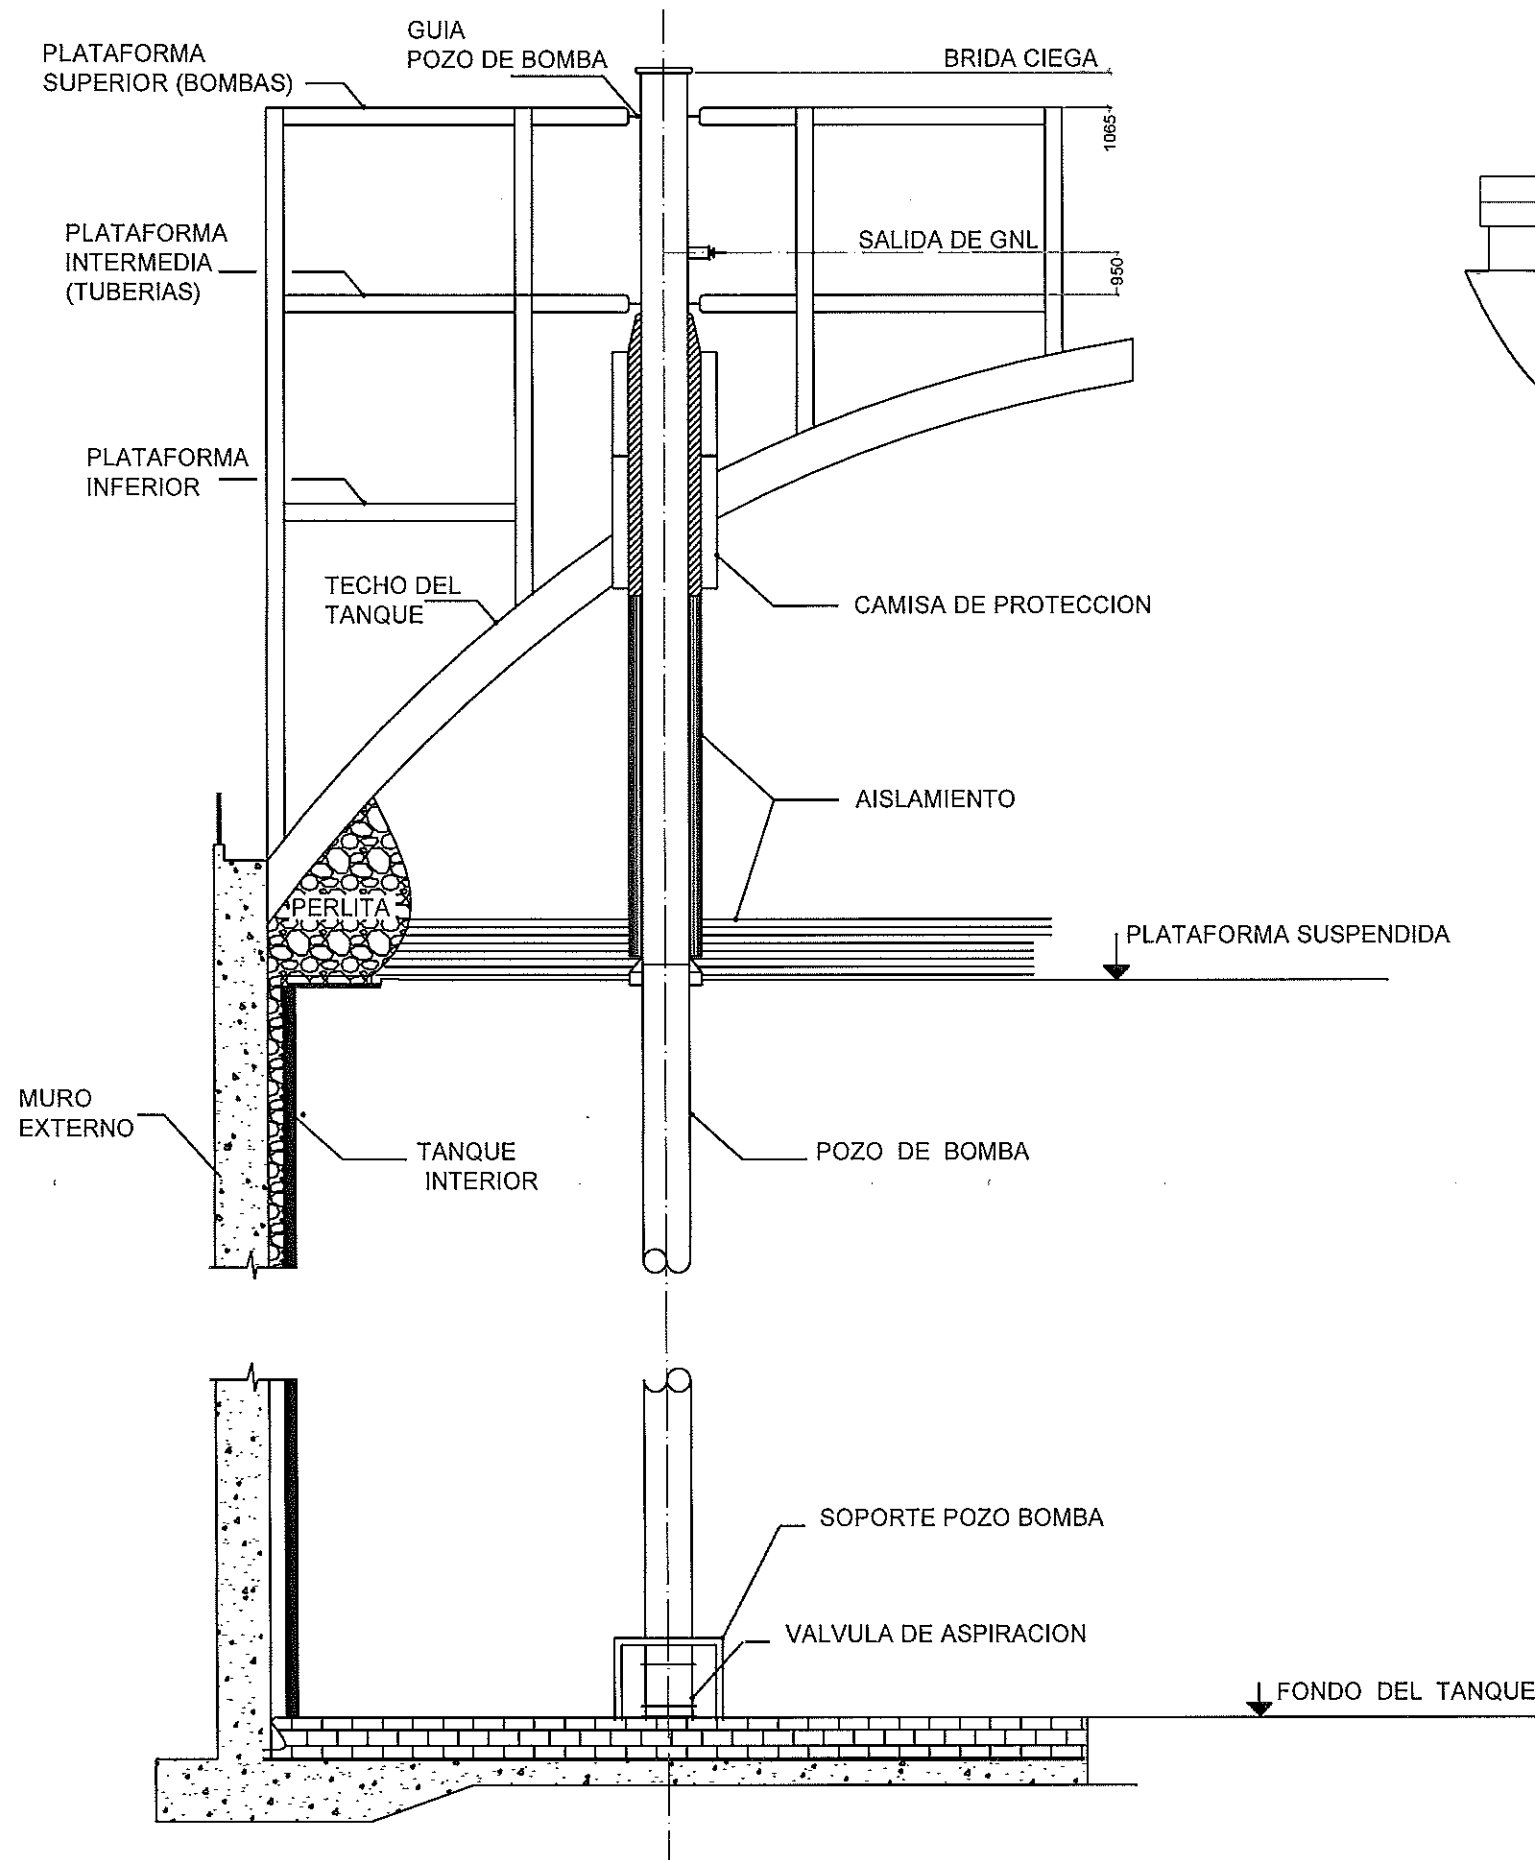 GUIA
POZO DE BOMBA
PLATAFORMA
SUPERIOR (BOMBAS)
BRIDA CIEGA
1065
PLATAFORMA
INTERMEDIA
(TUBERIAS)
SALIDA DE GNL
950
PLATAFORMA
INFERIOR
TECHO DEL
TANQUE
CAMISA DE PROTECCION
AISLAMIENTO
PERLITA
PLATAFORMA SUSPENDIDA
MURO
EXTERNO
TANQUE
INTERIOR
POZO DE BOMBA
SOPORTE POZO BOMBA
VALVULA DE ASPIRACION
FONDO DEL TANQUE